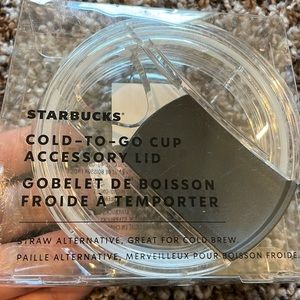 STARBUCKS®
COLD-TO-GO CUP
ACCESSORY LID
GOBELET DE BOISSON
FROIDE À TEMPORTER
STRAW ALTERNATIVE, GREAT FOR COLD BREW
PAILLE ALTERNATIVE, MERVEILLEUX POUR BOISSON FROIDE